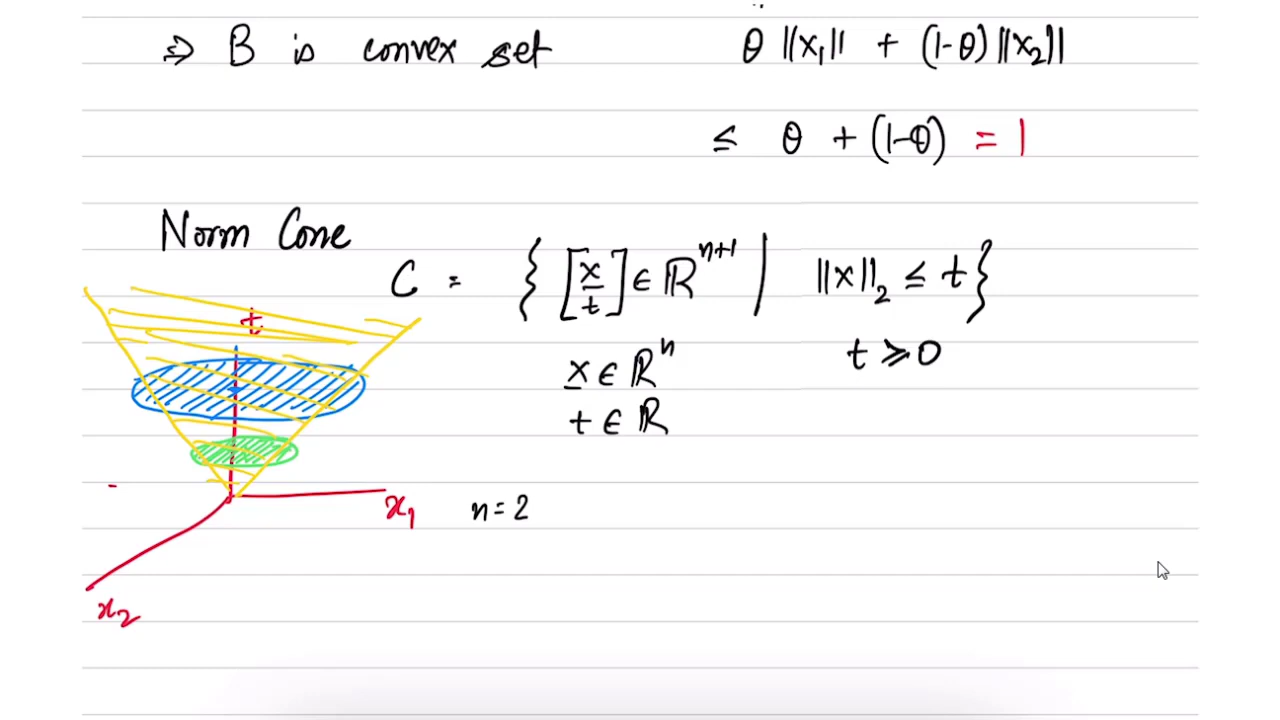 ⇒ B is convex set
θ ||x₁|| + (1-θ) ||x₂||
≤ θ + (1-θ) = 1
Norm Cone
C = { [x/t] ∈ ℝⁿ⁺¹ | ||x||₂ ≤ t }
x ∈ ℝⁿ
t ≥ 0
t ∈ ℝ
t
x₁
n = 2
x₂